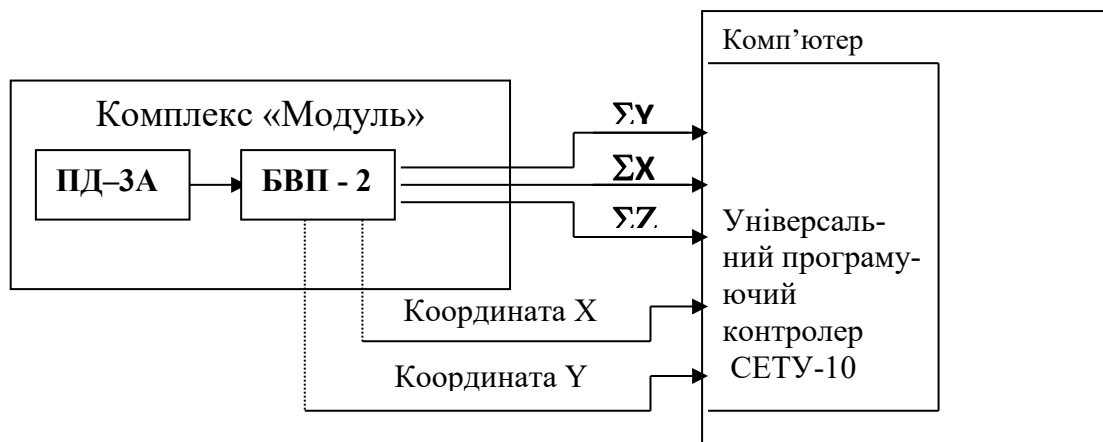 Комп’ютер
Комплекс «Модуль»
ПД–3А
БВП - 2
ΣY
ΣX
ΣZ
Універсаль-
ний програму-
ючий
контролер
СЕТУ-10
Координата X
Координата Y